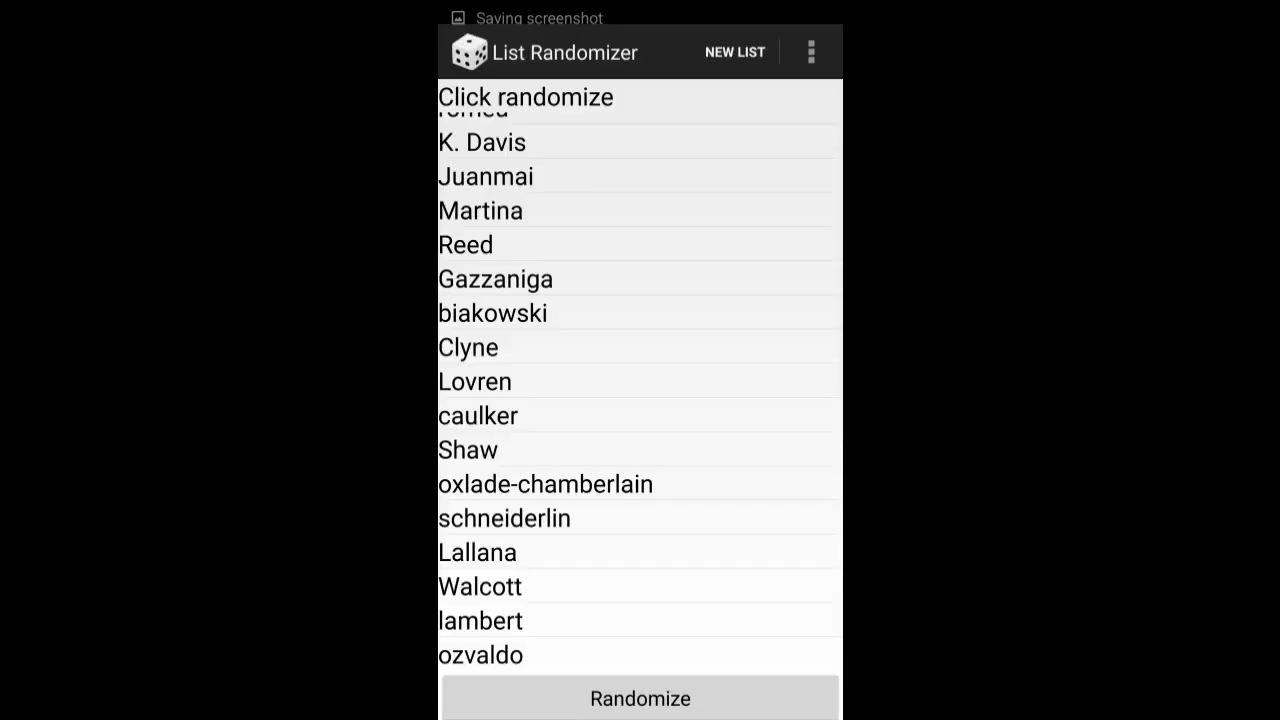 Saving screenshot
List Randomizer
NEW LIST
Click randomize
romeu
K. Davis
Juanmai
Martina
Reed
Gazzaniga
biakowski
Clyne
Lovren
caulker
Shaw
oxlade-chamberlain
schneiderlin
Lallana
Walcott
lambert
ozvaldo
Randomize